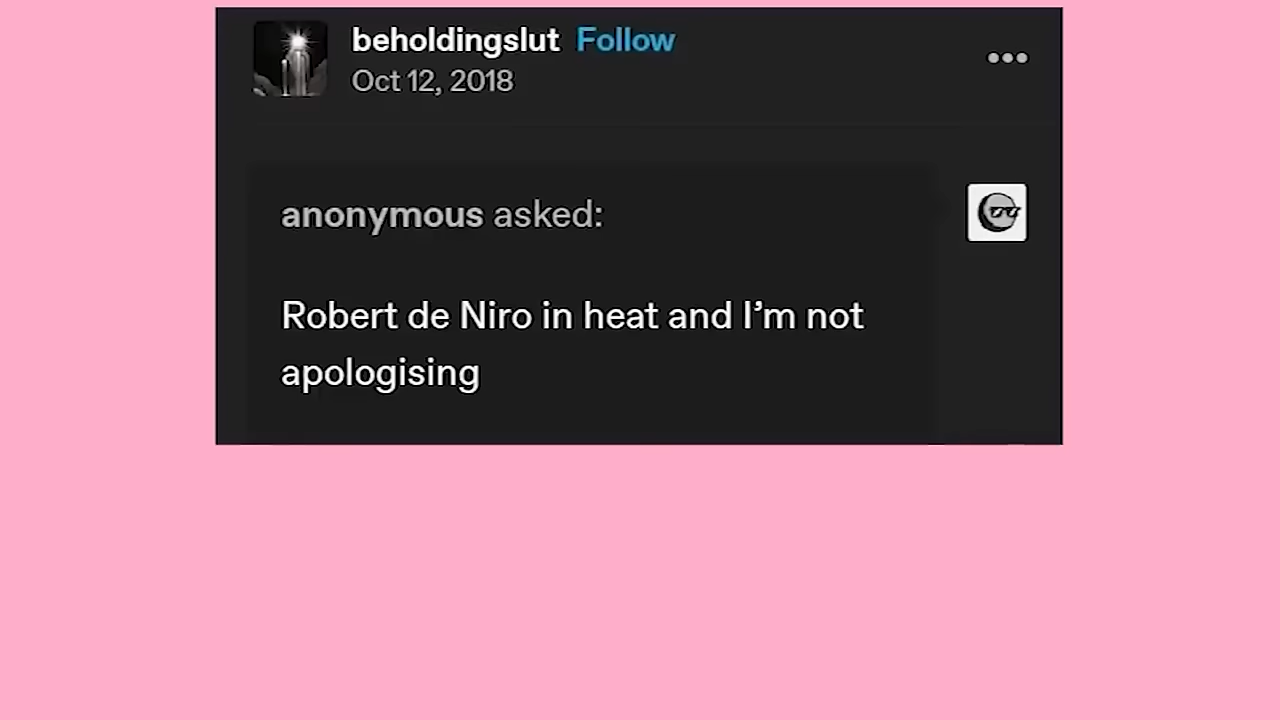 beholdingslut Follow
Oct 12, 2018
anonymous asked:
Robert de Niro in heat and I’m not
apologising